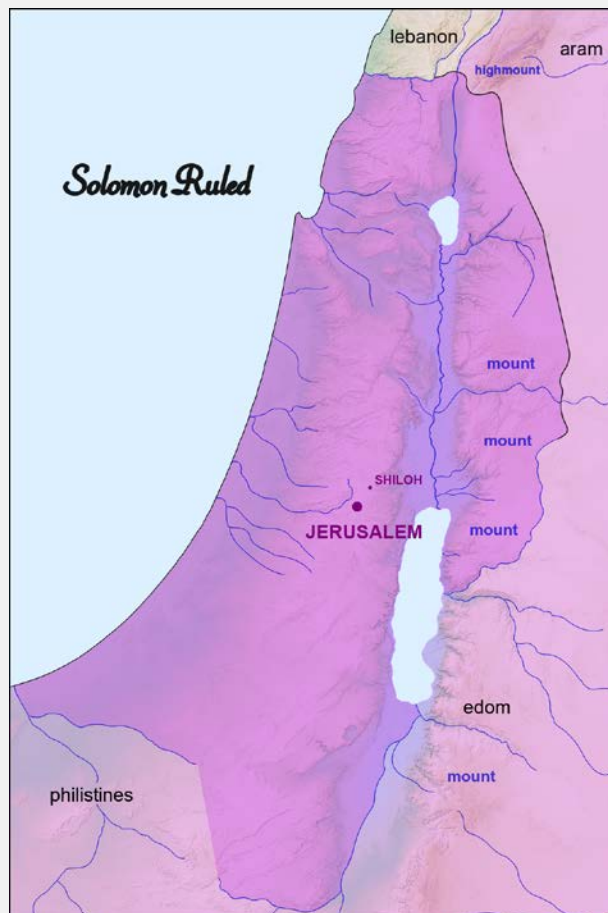 lebanon
aram
highmount
Solomon Ruled
mount
mount
SHILOH
JERUSALEM
mount
edom
mount
philistines